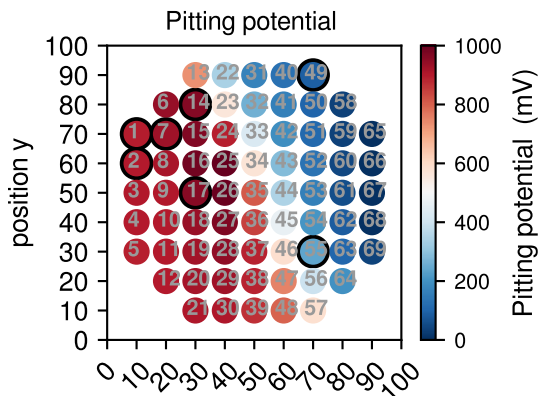 Pitting potential
100
90
80
70
60
50
40
30
20
10
0
position y
13 22 31 40 49
6 14 23 32 41 50 58
1 7 15 24 33 42 51 59 65
2 8 16 25 34 43 52 60 66
3 9 17 26 35 44 53 61 67
4 10 18 27 36 45 54 62 68
5 11 19 28 37 46 55 63 69
12 20 29 38 47 56 64
21 30 39 48 57
0 10 20 30 40 50 60 70 80 90 100
1000
800
600
400
200
0
Pitting potential (mV)